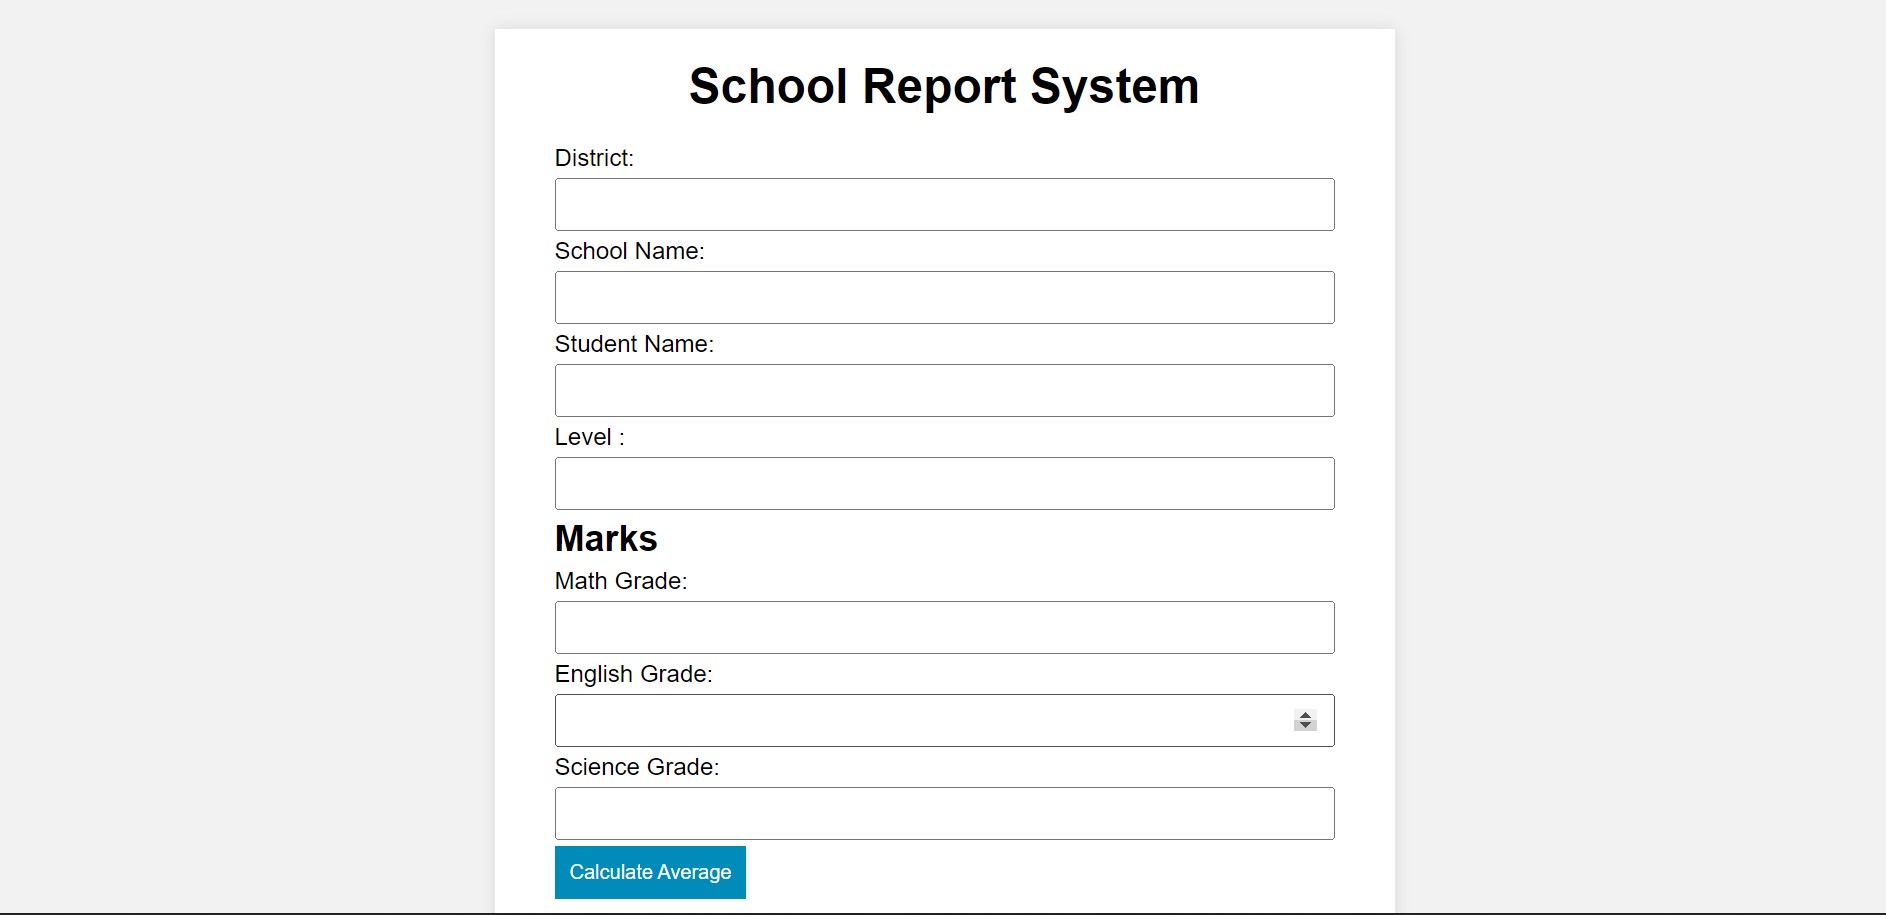 School Report System
District:
School Name:
Student Name:
Level :
Marks
Math Grade:
English Grade:
Science Grade:
Calculate Average